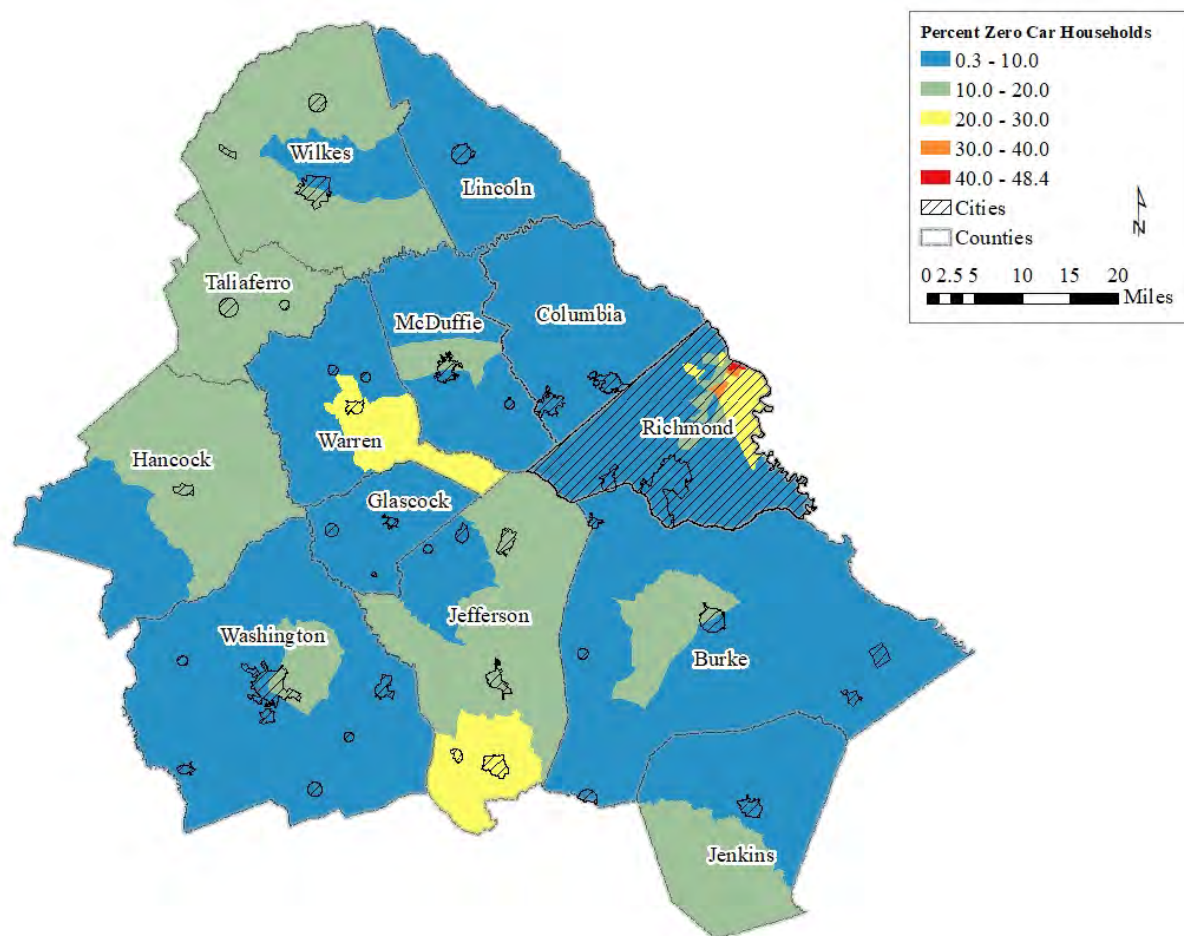 Percent Zero Car Households
0.3 - 10.0
10.0 - 20.0
20.0 - 30.0
30.0 - 40.0
40.0 - 48.4
Cities
Counties
N
0 2.5 5 10 15 20
Miles
Wilkes
Lincoln
Taliaferro
McDuffie
Columbia
Richmond
Warren
Hancock
Glascock
Jefferson
Washington
Burke
Jenkins